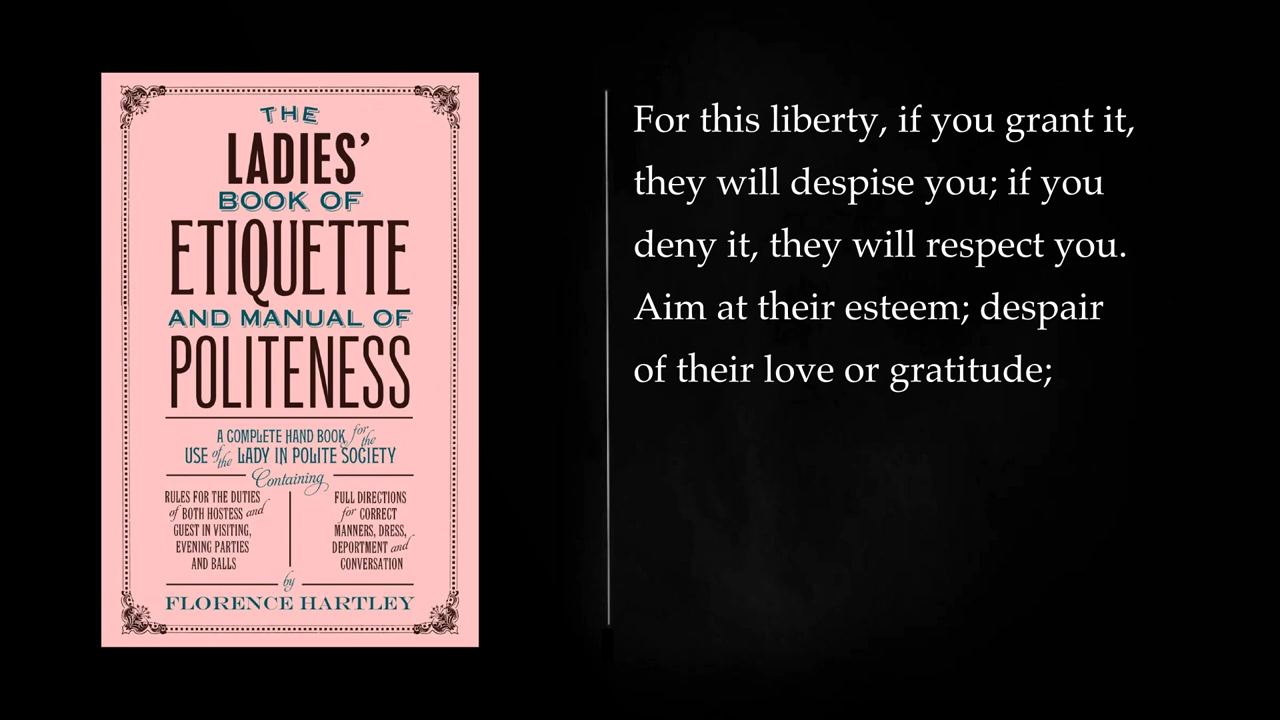 THE
LADIES'
BOOK OF
ETIQUETTE
AND MANUAL OF
POLITENESS
A COMPLETE HAND BOOK for the
USE of the LADY IN POLITE SOCIETY
Containing
RULES FOR THE DUTIES
of BOTH HOSTESS and
GUEST IN VISITING,
EVENING PARTIES
AND BALLS
FULL DIRECTIONS
for CORRECT
MANNERS, DRESS,
DEPORTMENT and
CONVERSATION
by
FLORENCE HARTLEY
For this liberty, if you grant it,
they will despise you; if you
deny it, they will respect you.
Aim at their esteem; despair
of their love or gratitude;